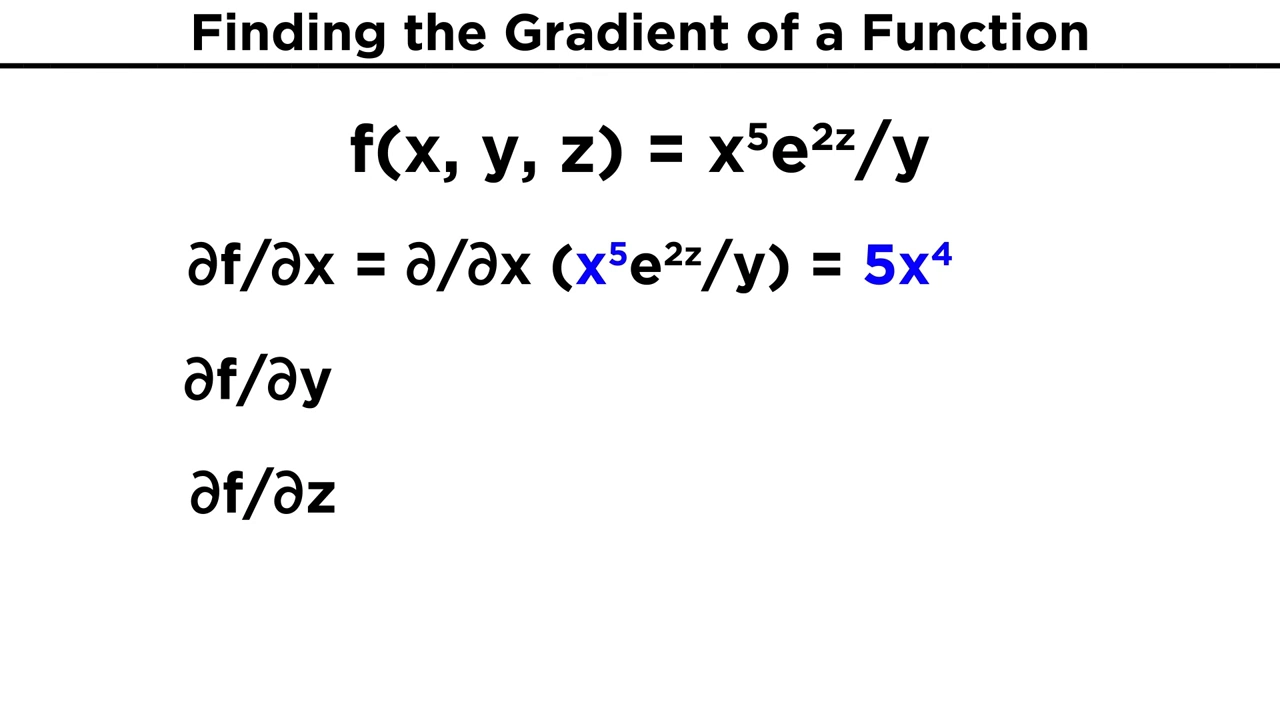 Finding the Gradient of a Function
f(x, y, z) = x⁵e²ᶻ/y
∂f/∂x = ∂/∂x (x⁵e²ᶻ/y) = 5x⁴
∂f/∂y
∂f/∂z